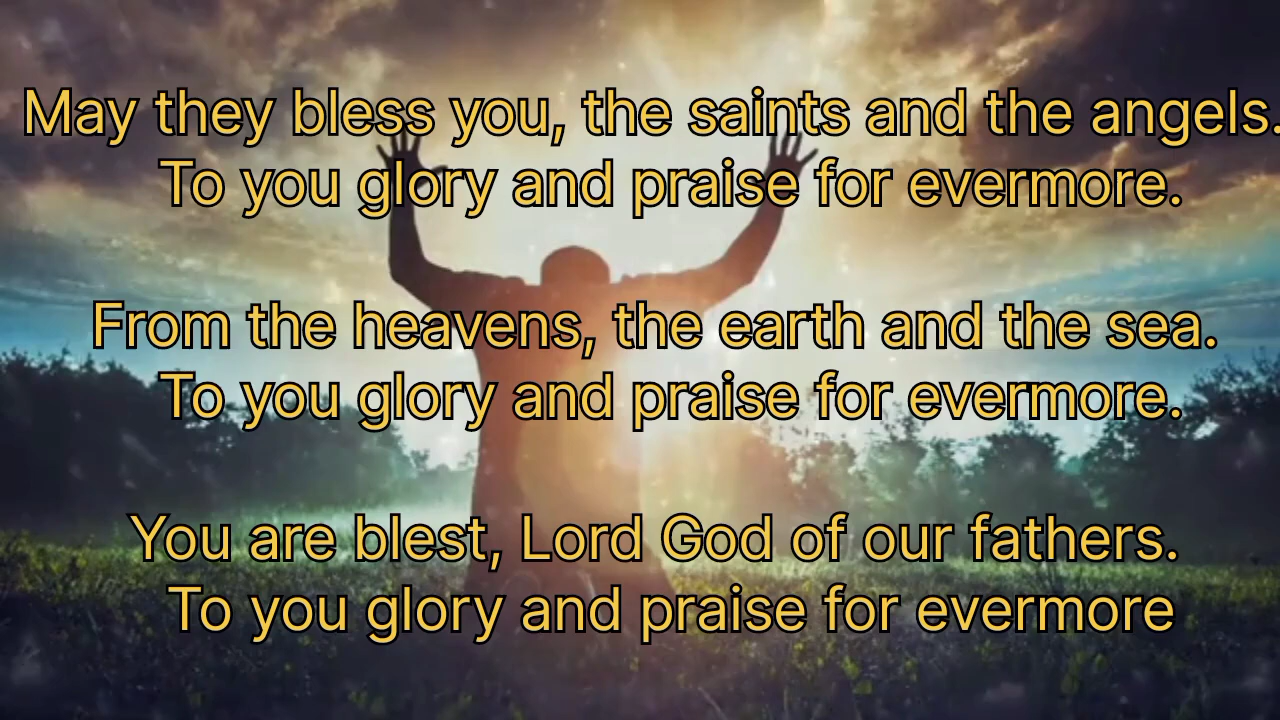 May they bless you, the saints and the angels.
To you glory and praise for evermore.
From the heavens, the earth and the sea.
To you glory and praise for evermore.
You are blest, Lord God of our fathers.
To you glory and praise for evermore